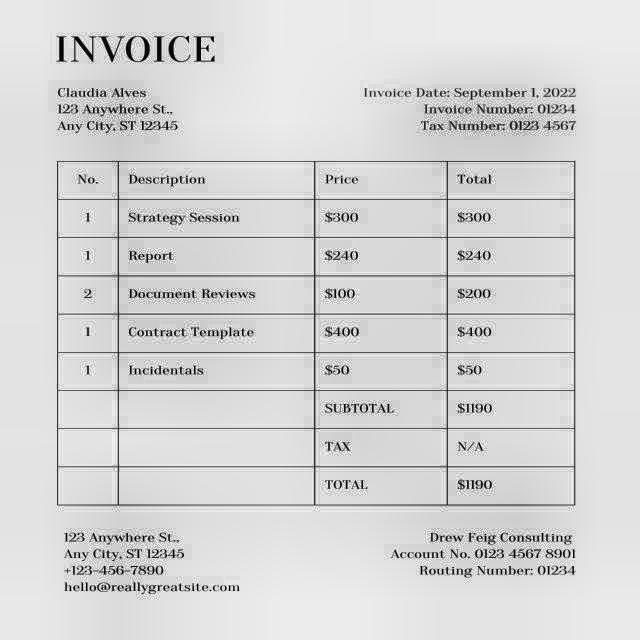 INVOICE
Claudia Alves
123 Anywhere St.,
Any City, ST 12345
Invoice Date: September 1, 2022
Invoice Number: 01234
Tax Number: 0123 4567
No. Description Price Total
1 Strategy Session $300 $300
1 Report $240 $240
2 Document Reviews $100 $200
1 Contract Template $400 $400
1 Incidentals $50 $50
SUBTOTAL $1190
TAX N/A
TOTAL $1190
123 Anywhere St.,
Any City, ST 12345
+123-456-7890
hello@reallygreatsite.com
Drew Feig Consulting
Account No. 0123 4567 8901
Routing Number: 01234